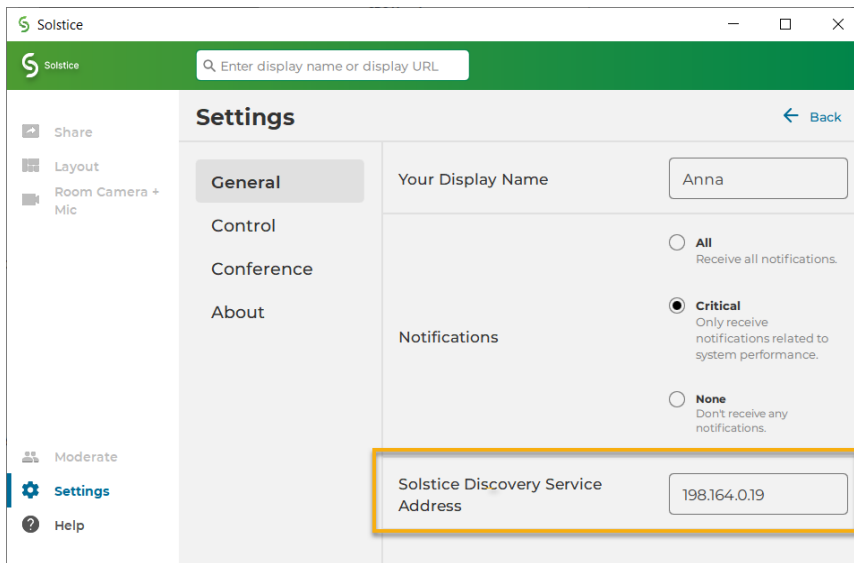 Solstice
Solstice
Enter display name or display URL
Share
Layout
Room Camera +
Mic
Moderate
Settings
Help
Settings
Back
General
Control
Conference
About
Your Display Name
Anna
Notifications
All
Receive all notifications.
Critical
Only receive
notifications related to
system performance.
None
Don't receive any
notifications.
Solstice Discovery Service
Address
198.164.0.19